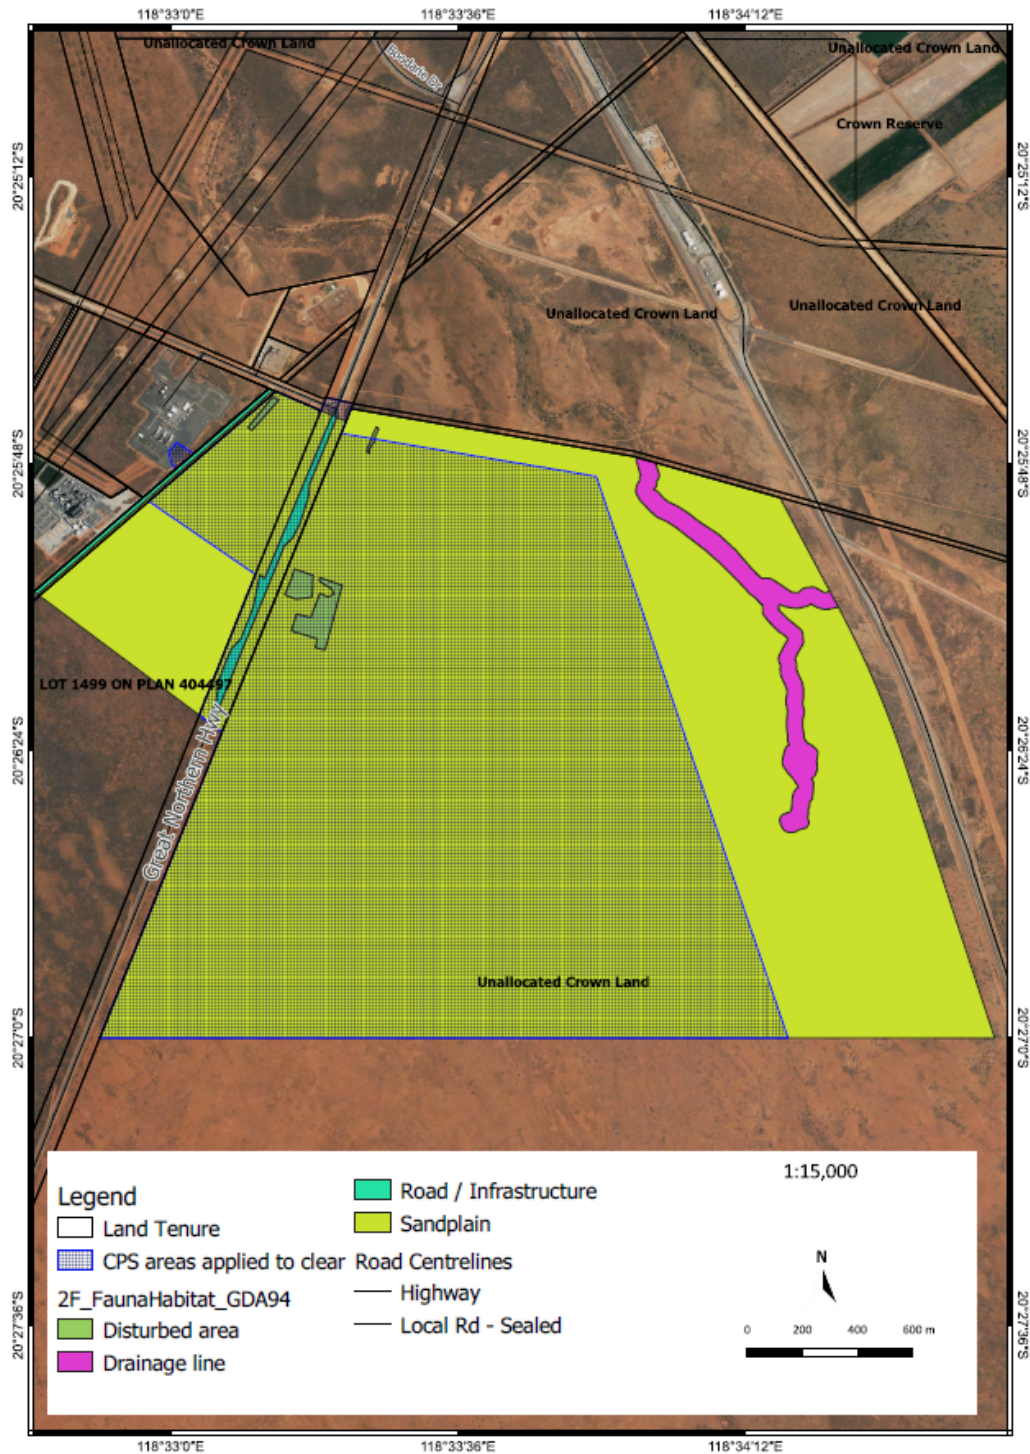 118°33'0"E 118°33'36"E 118°34'12"E
Unallocated Crown Land
Boodarie Dr
Unallocated Crown Land
Crown Reserve
20°25'12"S 20°25'12"S
Unallocated Crown Land
Unallocated Crown Land
20°25'48"S 20°25'48"S
LOT 1499 ON PLAN 404497
Great Northern Hwy
20°26'24"S 20°26'24"S
Unallocated Crown Land
20°27'0"S 20°27'0"S
Legend
Land Tenure
CPS areas applied to clear
2F_FaunaHabitat_GDA94
Disturbed area
Drainage line
Road / Infrastructure
Sandplain
Road Centrelines
Highway
Local Rd - Sealed
1:15,000
N
0 200 400 600 m
20°27'36"S 20°27'36"S
118°33'0"E 118°33'36"E 118°34'12"E